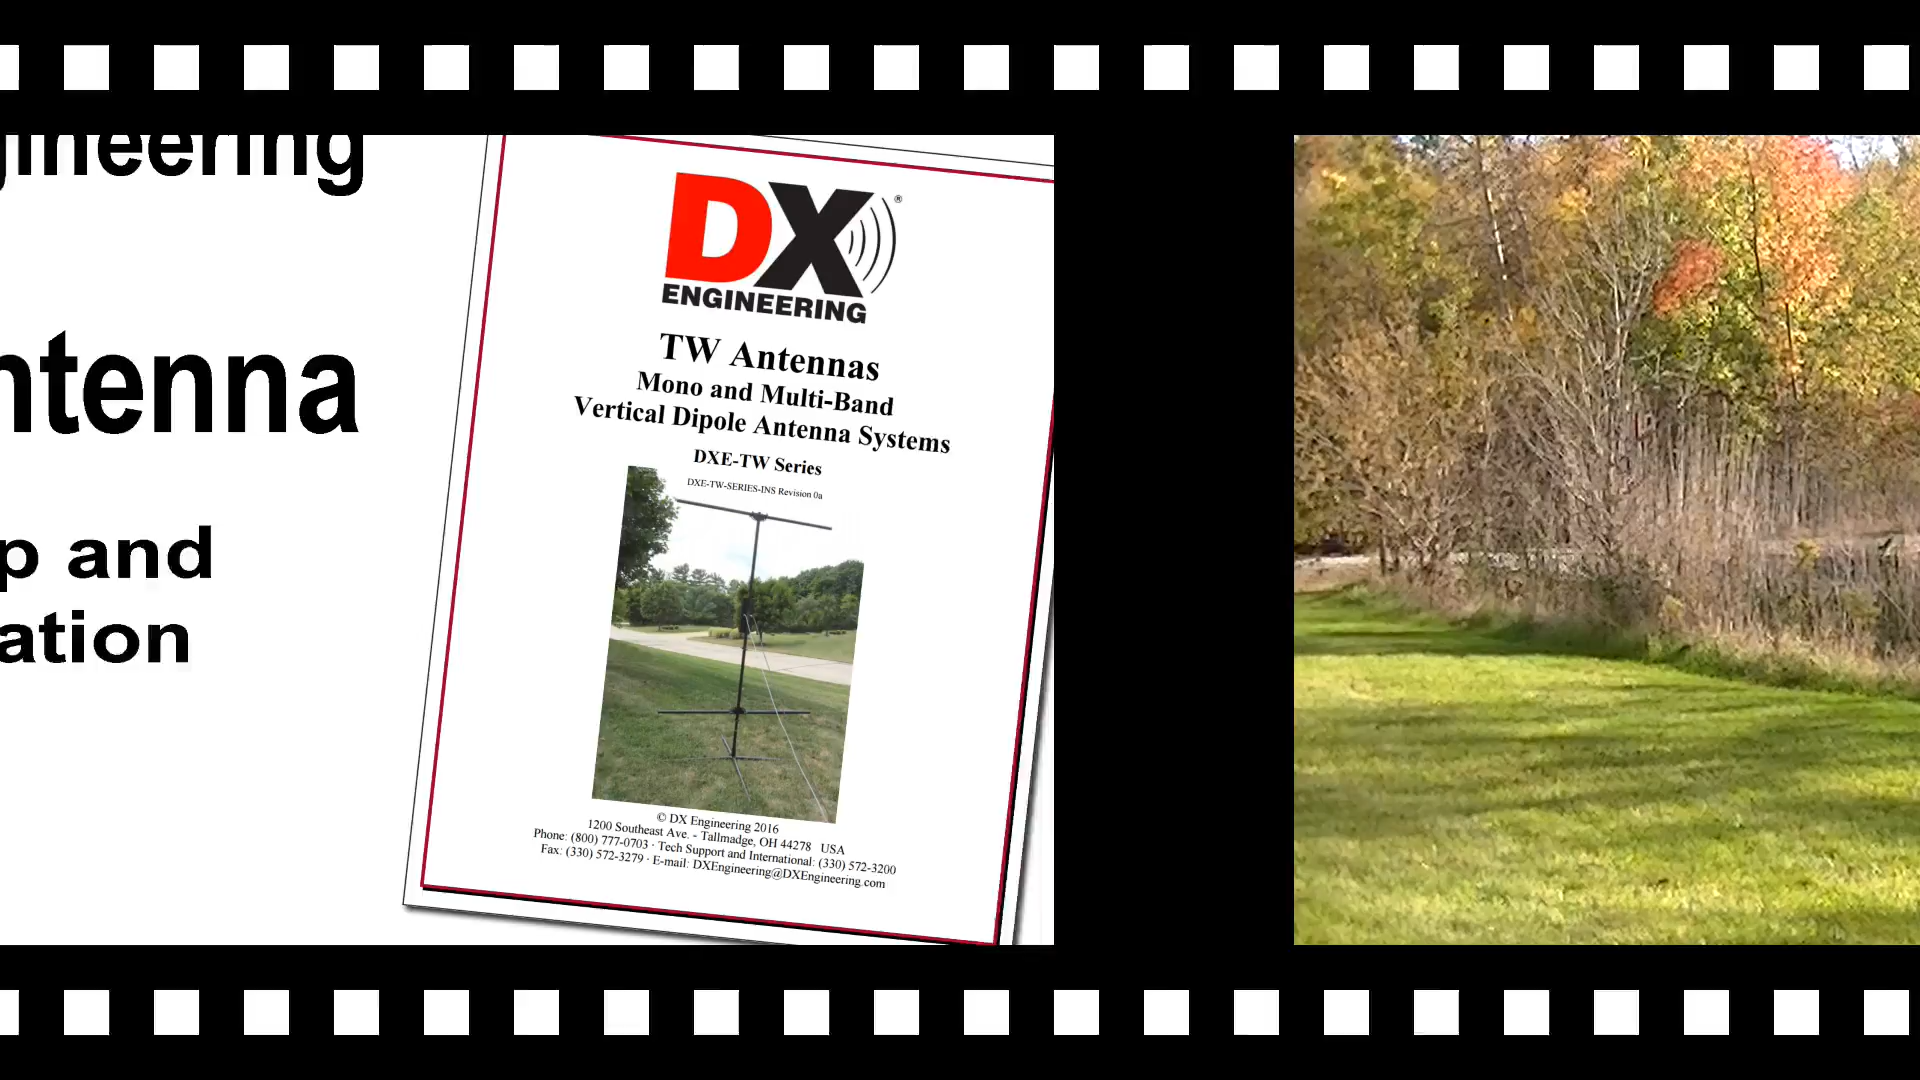 gineering
ntenna
p and
ation
DX®
ENGINEERING
TW Antennas
Mono and Multi-Band
Vertical Dipole Antenna Systems
DXE-TW Series
DXE-TW-SERIES-INS Revision 0a
© DX Engineering 2016
1200 Southeast Ave. - Tallmadge, OH 44278 USA
Phone: (800) 777-0703 · Tech Support and International: (330) 572-3200
Fax: (330) 572-3279 · E-mail: DXEngineering@DXEngineering.com